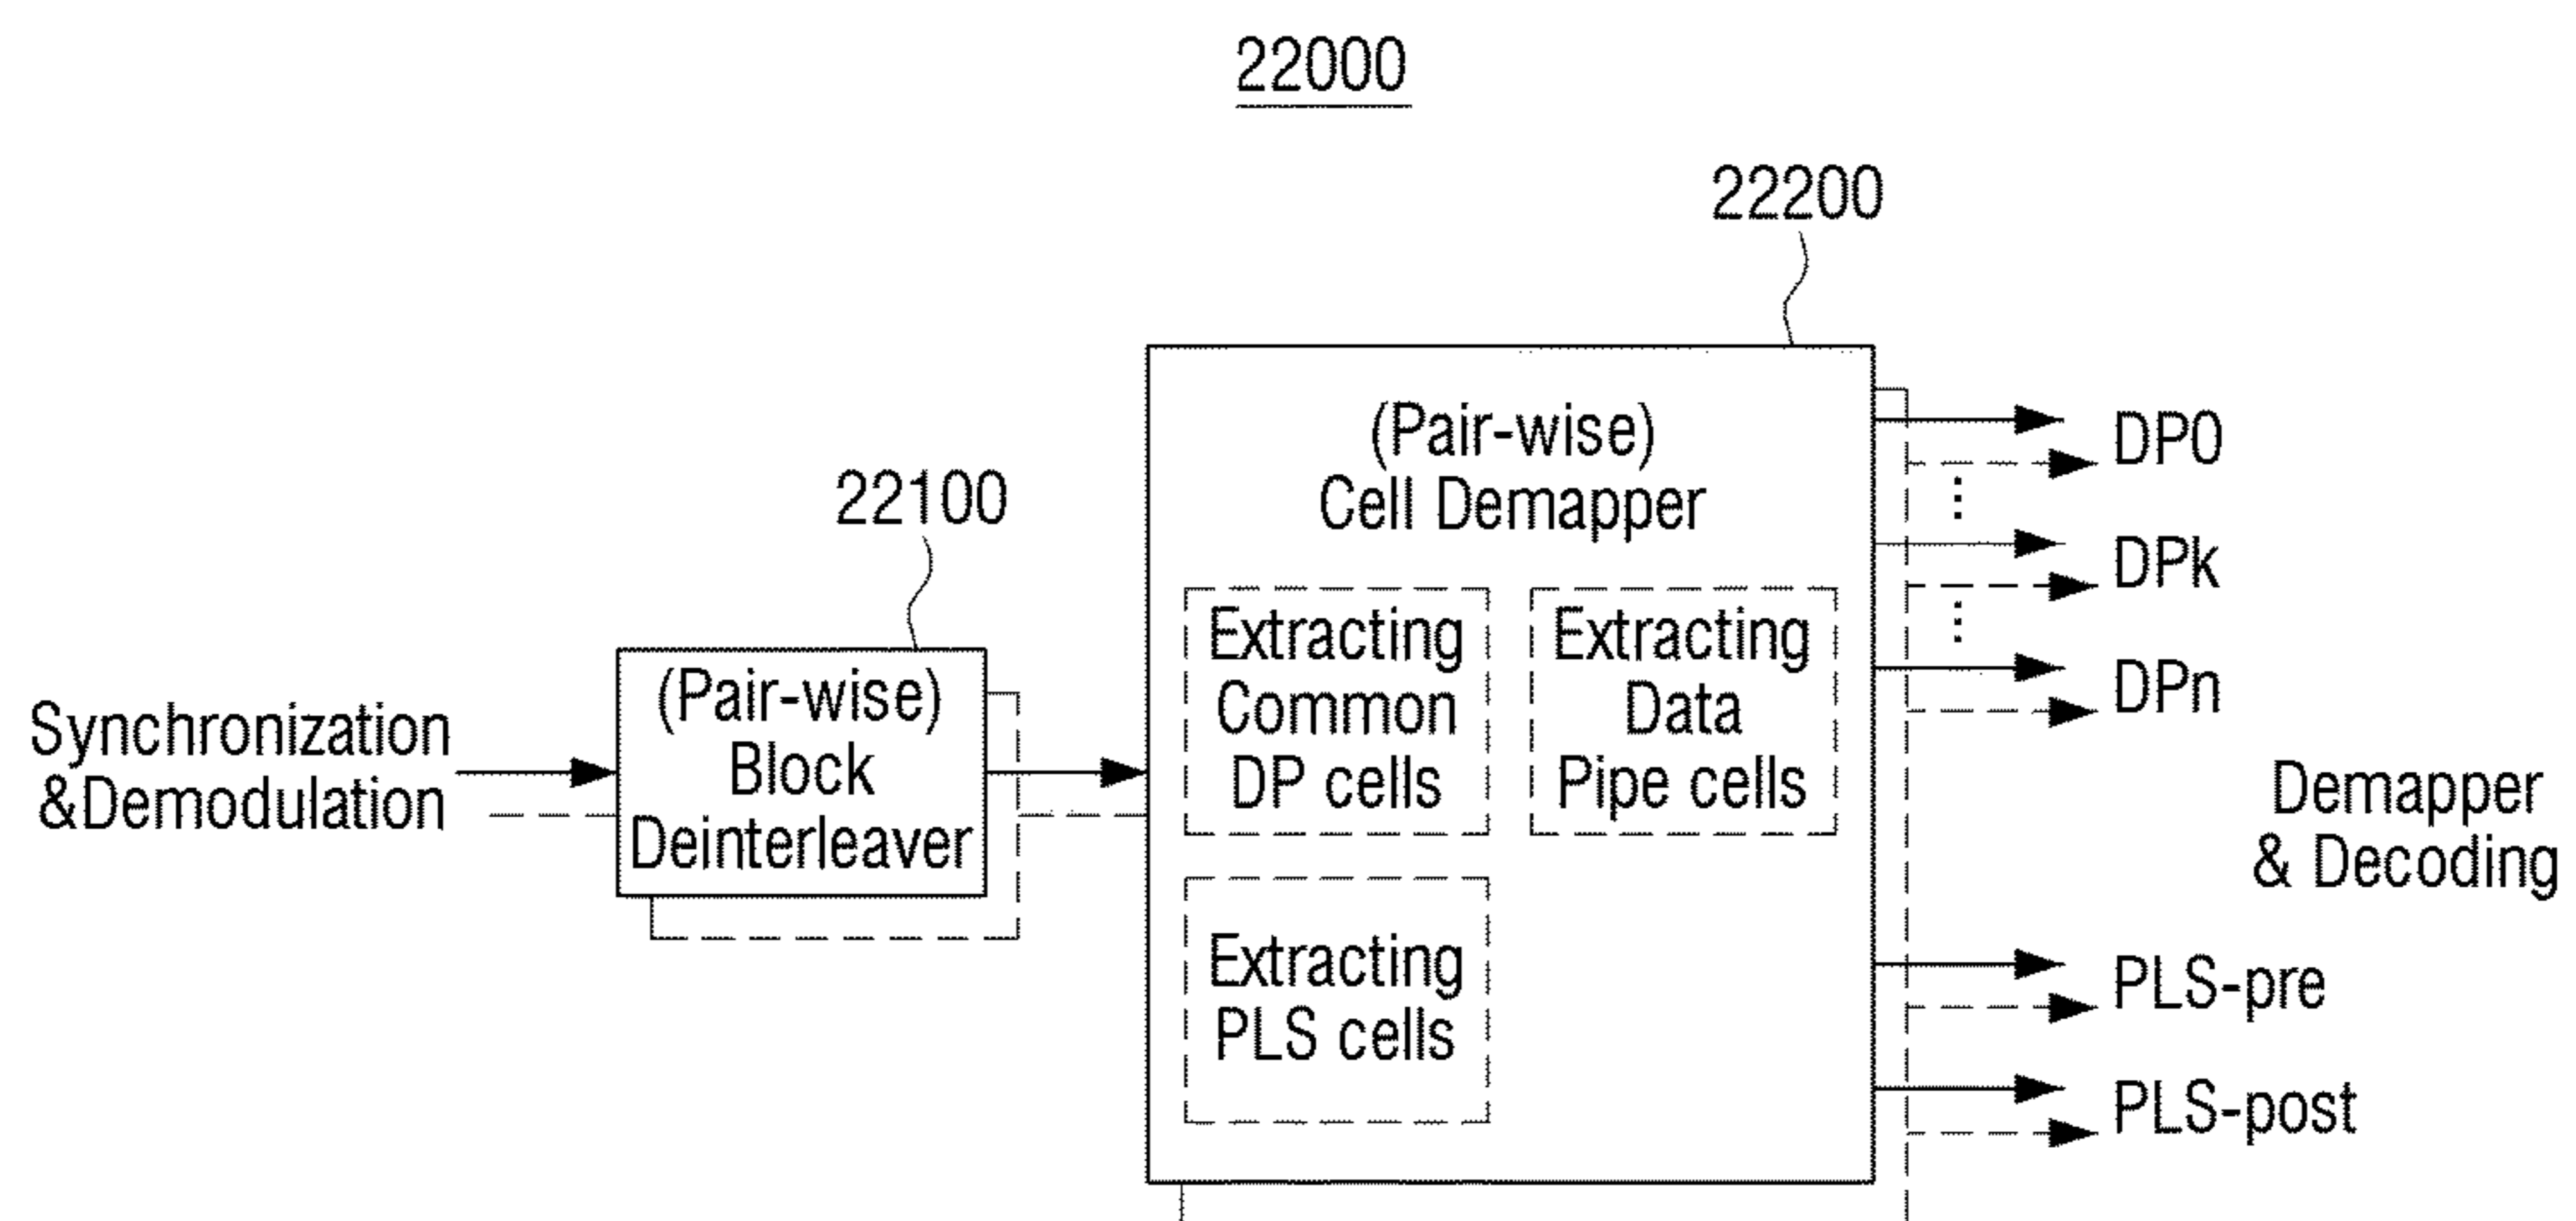 22000
22200
22100
(Pair-wise)
Cell Demapper
Extracting
Common
DP cells
Extracting
Data
Pipe cells
Extracting
PLS cells
(Pair-wise)
Block
Deinterleaver
Synchronization
&Demodulation
DP0
⋮
DPk
⋮
DPn
Demapper
& Decoding
PLS-pre
PLS-post